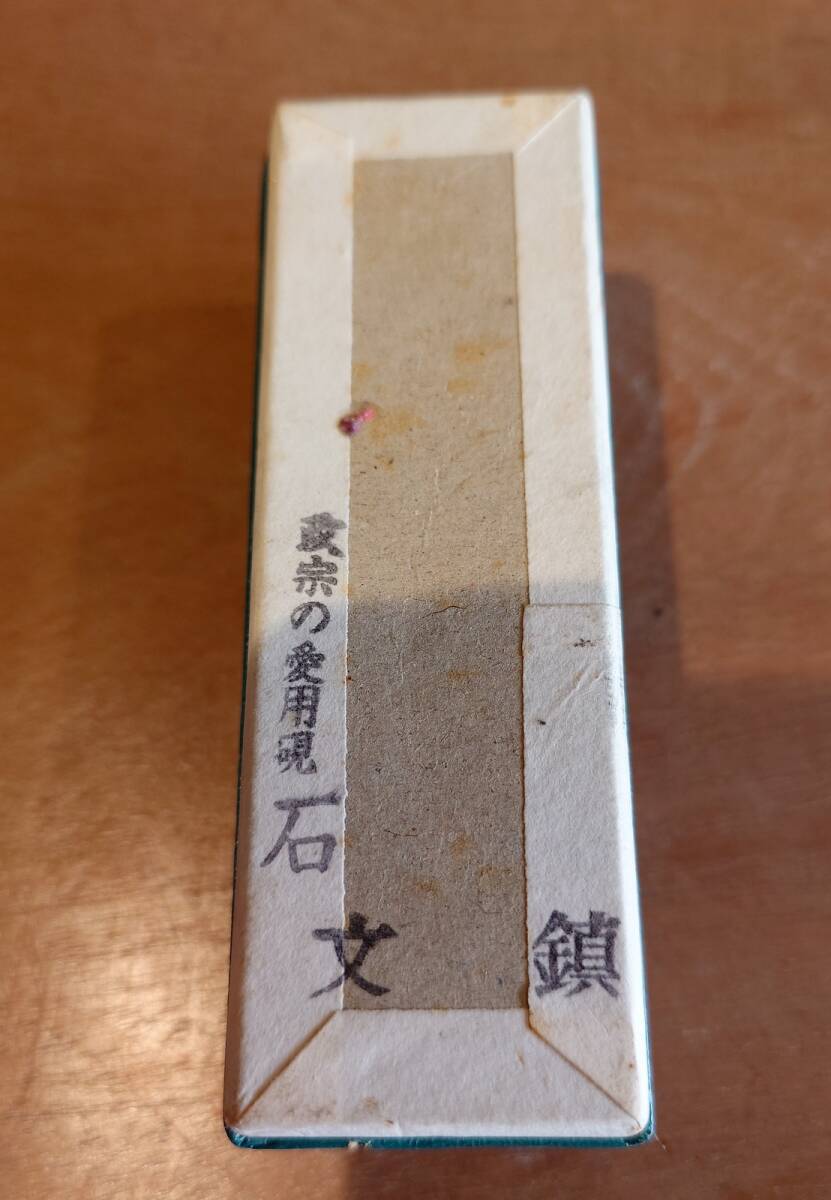 政宗の愛用硯
石
文 鎮